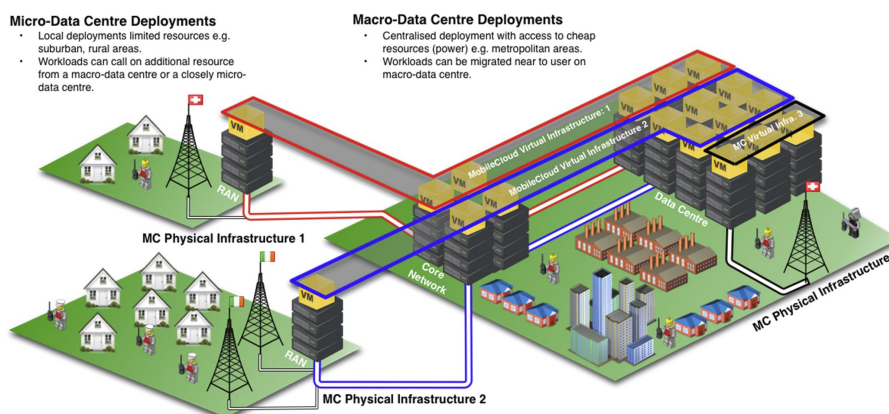 Micro-Data Centre Deployments
• Local deployments limited resources e.g.
suburban, rural areas.
• Workloads can call on additional resource
from a macro-data centre or a closely micro-
data centre.
Macro-Data Centre Deployments
• Centralised deployment with access to cheap
resources (power) e.g. metropolitan areas.
• Workloads can be migrated near to user on
macro-data centre.
VM
RAN
MC Physical Infrastructure 1
VM
VM
VM
VM
MobileCloud Virtual Infrastructure: 1
MobileCloud Virtual Infrastructure 2
MC Virtual Infra. 3
VM
VM
VM
VM
VM
Data Centre
Core
Network
VM
RAN
MC Physical Infrastructure 2
MC Physical Infrastructure